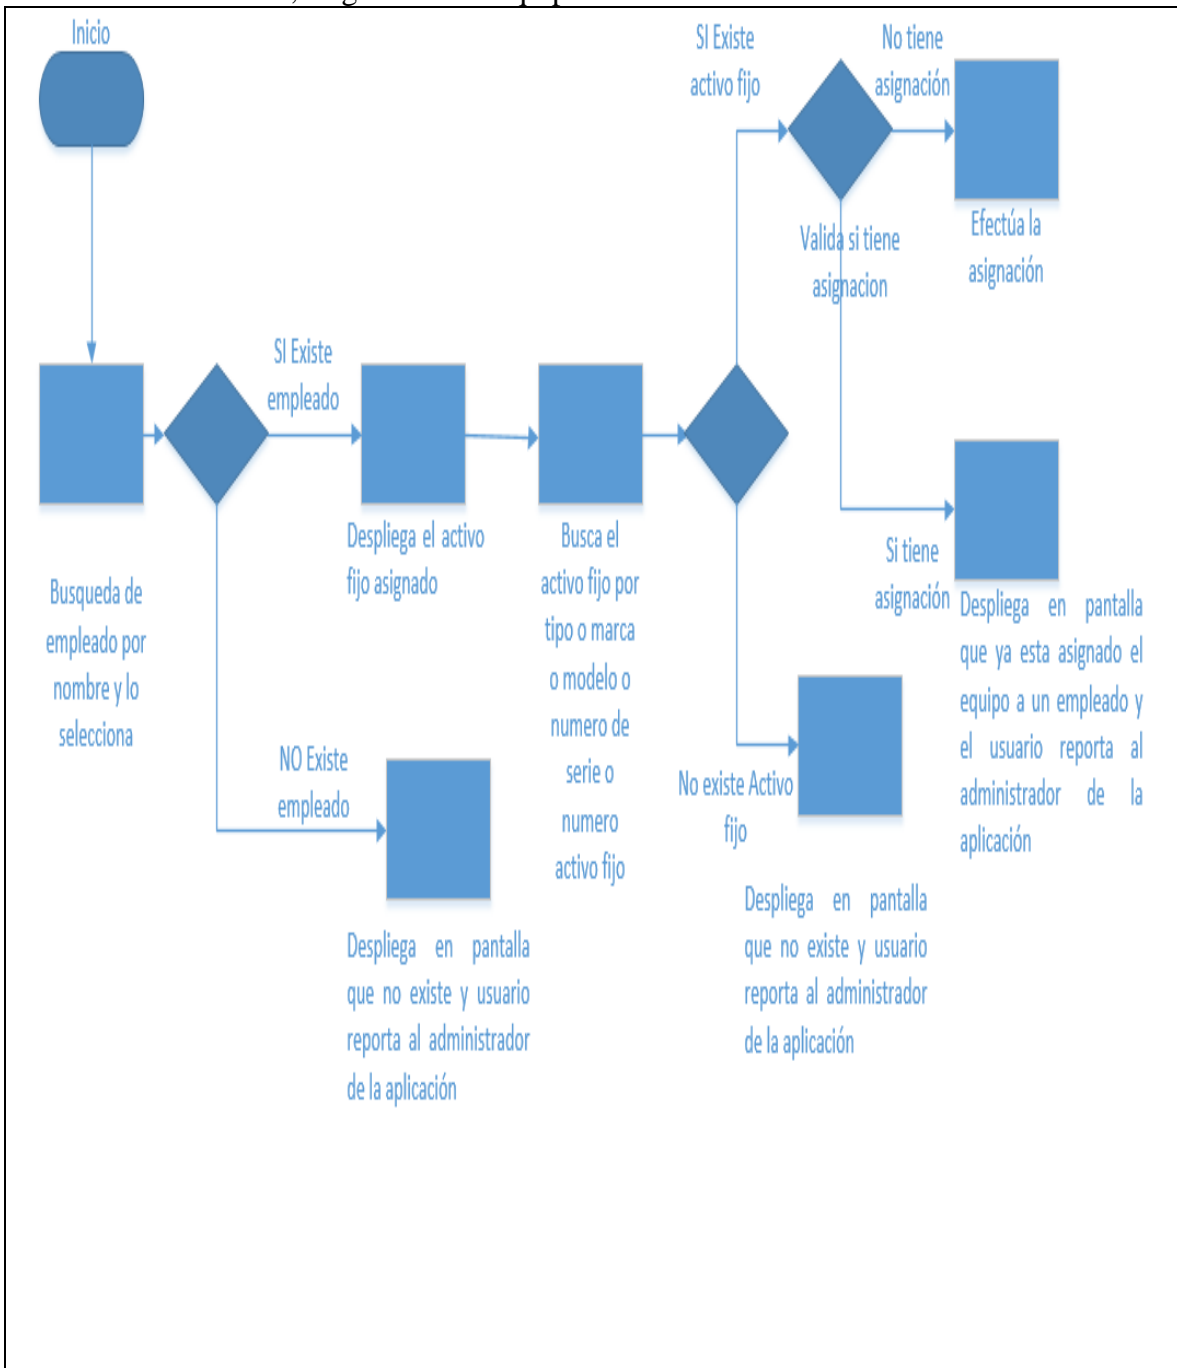 Inicio
SI Existe
activo fijo
No tiene
asignación
Valida si tiene
asignacion
Efectúa la
asignación
SI Existe
empleado
Despliega el activo
fijo asignado
Busca el
activo fijo por
tipo o marca
o modelo o
numero de
serie o
numero
activo fijo
Busqueda de
empleado por
nombre y lo
selecciona
Si tiene
asignación
Despliega en pantalla
que ya esta asignado el
equipo a un empleado y
el usuario reporta al
administrador de la
aplicación
NO Existe
empleado
No existe Activo
fijo
Despliega en pantalla
que no existe y usuario
reporta al administrador
de la aplicación
Despliega en pantalla
que no existe y usuario
reporta al administrador
de la aplicación